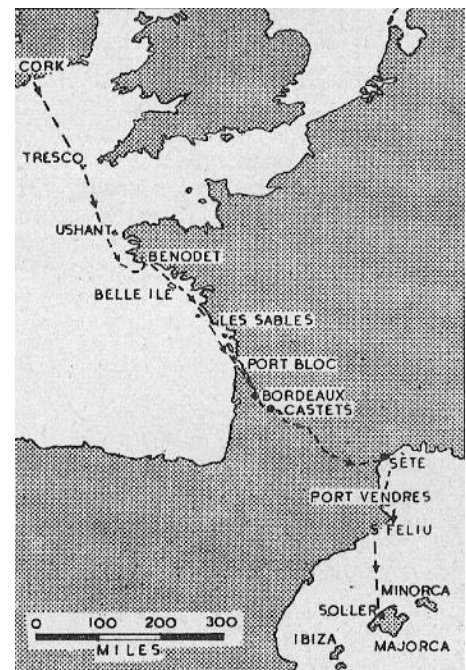 CORK
TRESCO
USHANT
BENODET
BELLE ILE
LES SABLES
PORT BLOC
BORDEAUX
CASTETS
SÈTE
PORT VENDRES
S FELIU
MINORCA
SOLLER
IBIZA
MAJORCA
0 100 200 300
MILES